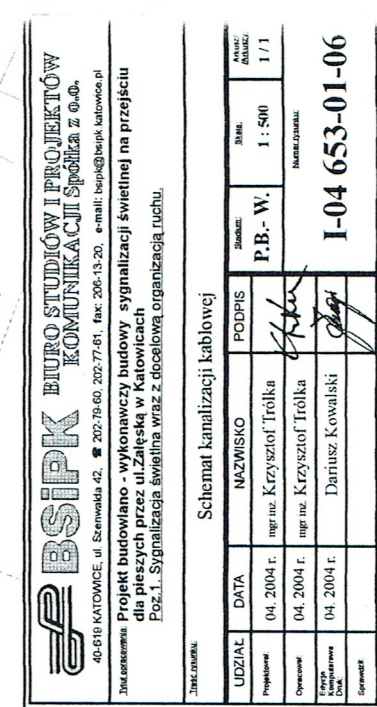 BSiPK BIURO STUDIÓW I PROJEKTÓW
KOMUNIKACJI Spółka z o.o.
40-619 KATOWICE, ul. Szenwalda 42, ☎ 202-79-60, 202-77-61, fax: 206-13-20, e-mail: bsipk@bsipk.katowice.pl
Tytuł opracowania: Projekt budowlano - wykonawczy budowy sygnalizacji świetlnej na przejściu
dla pieszych przez ul.Załęską w Katowicach
Poz.1. Sygnalizacja świetlna wraz z docelową organizacją ruchu.
Treść rysunku:
Schemat kanalizacji kablowej
UDZIAŁ DATA NAZWISKO PODPIS
Projektował: 04. 2004 r. mgr inż. Krzysztof Trólka
Opracował: 04. 2004 r. mgr inż. Krzysztof Trólka
Edycja
Komputerowa
Druk: 04. 2004 r. Dariusz Kowalski
Sprawdził:
Stadium: Skala: Arkusz/
Arkuszy:
P.B.- W. 1 : 500 1 / 1
Numer rysunku:
I-04 653-01-06